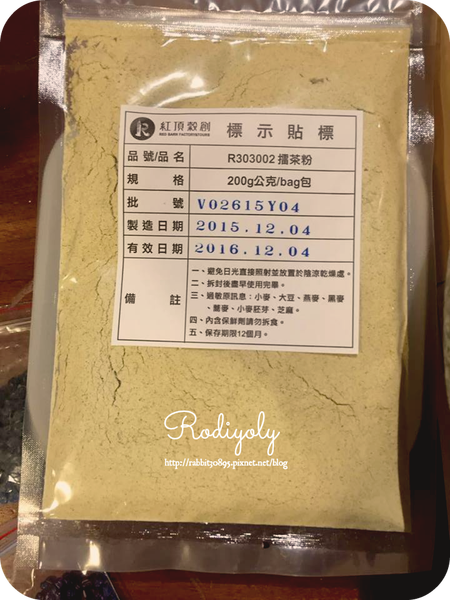 紅頂穀創
RED BARN FACTORY&TOURS
標示貼標
品號/品名 R303002 擂茶粉
規格 200g公克/bag包
批號 V02615Y04
製造日期 2015.12.04
有效日期 2016.12.04
備註
一、避免日光直接照射並放置於陰涼乾燥處。
二、拆封後盡早使用完畢。
三、過敏原訊息：小麥、大豆、燕麥、黑麥
、蕎麥、小麥胚芽、芝麻。
四、內含保鮮劑請勿拆食。
五、保存期限12個月。
Rodiyoly
http://rabbit30895.pixnet.net/blog